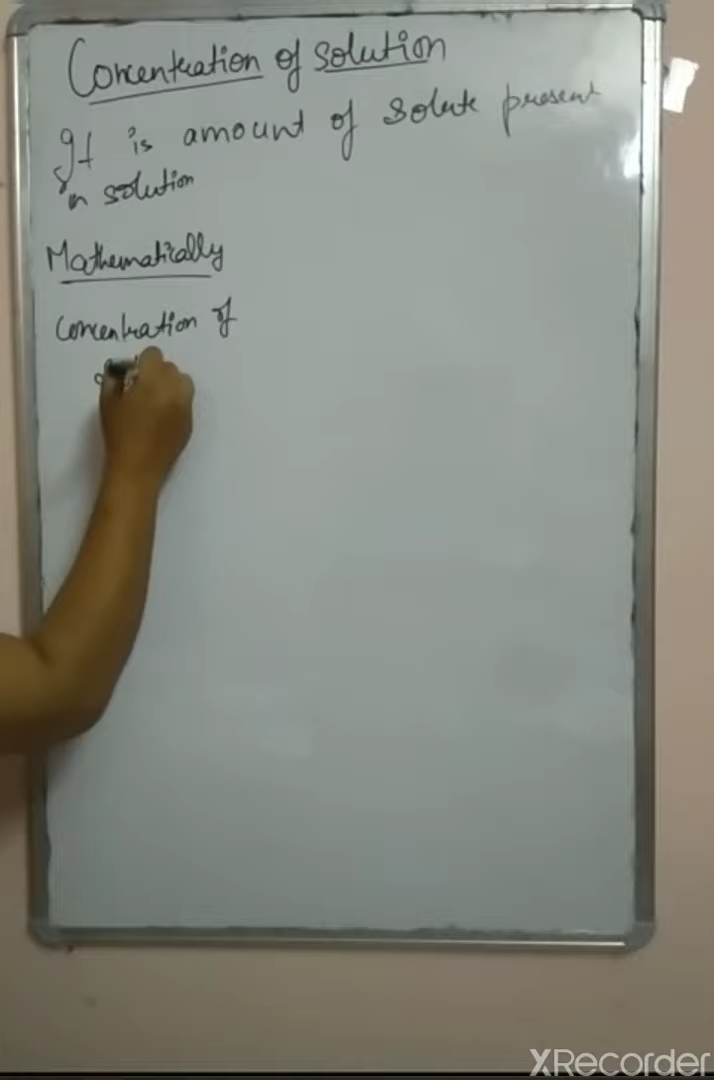 Concentration of solution
It is amount of solute present
in solution
Mathematically
Concentration of
XRecorder